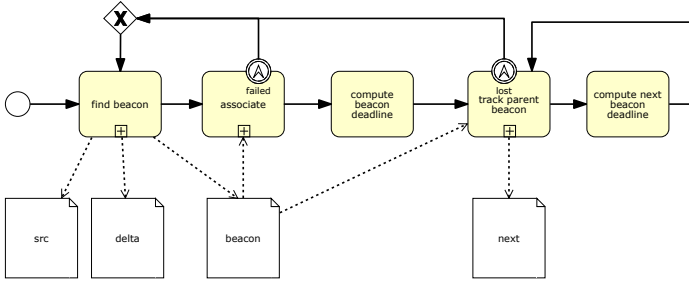 failed
lost
find beacon
associate
compute
beacon
deadline
track parent
beacon
compute next
beacon
deadline
src
delta
beacon
next